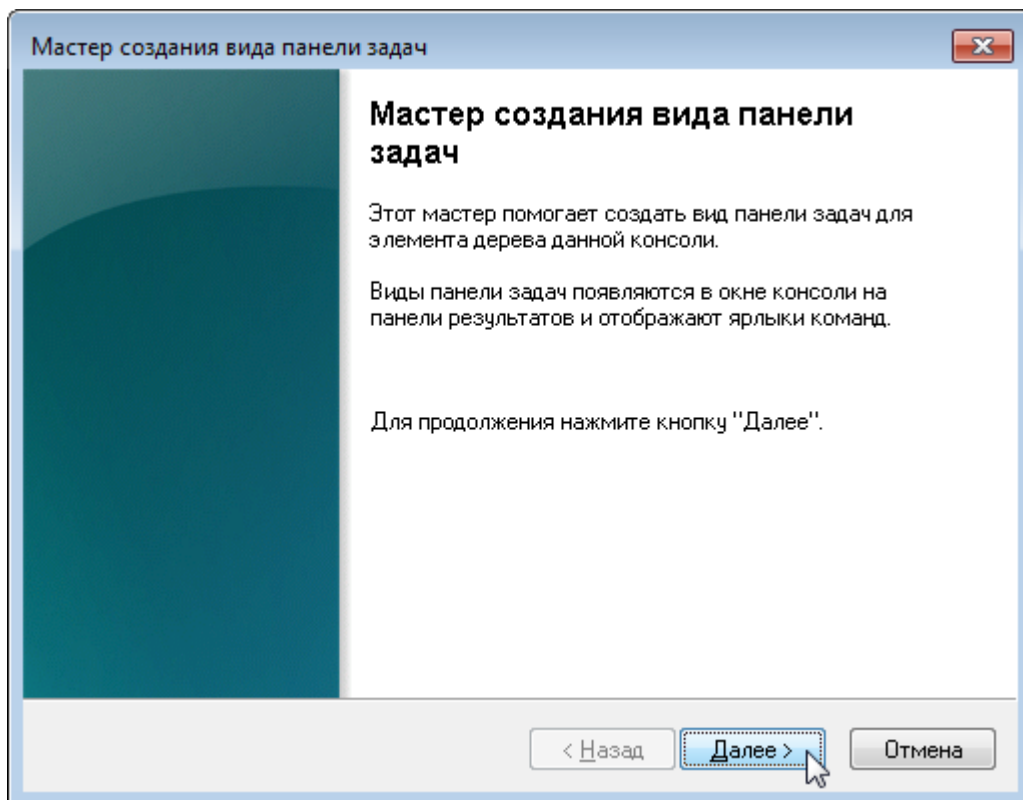 Мастер создания вида панели задач
Мастер создания вида панели
задач
Этот мастер помогает создать вид панели задач для
элемента дерева данной консоли.
Виды панели задач появляются в окне консоли на
панели результатов и отображают ярлыки команд.
Для продолжения нажмите кнопку "Далее".
< Назад Далее > Отмена